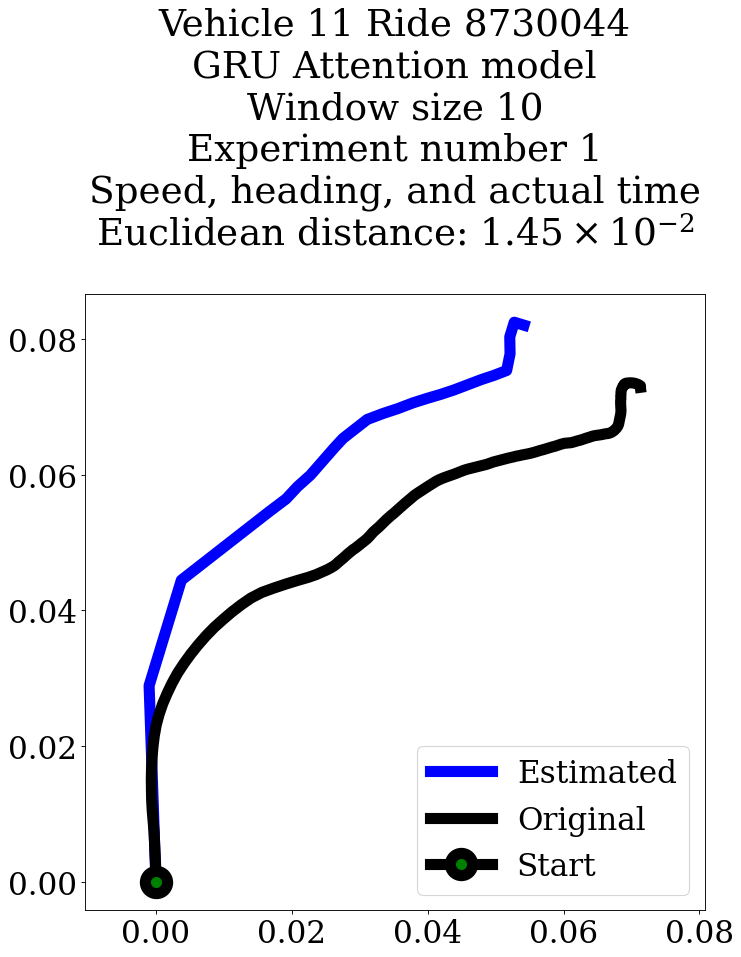 Vehicle 11 Ride 8730044
GRU Attention model
Window size 10
Experiment number 1
Speed, heading, and actual time
Euclidean distance: 1.45 × 10⁻²
0.08
0.06
0.04
0.02
0.00
Estimated
Original
Start
0.00 0.02 0.04 0.06 0.08